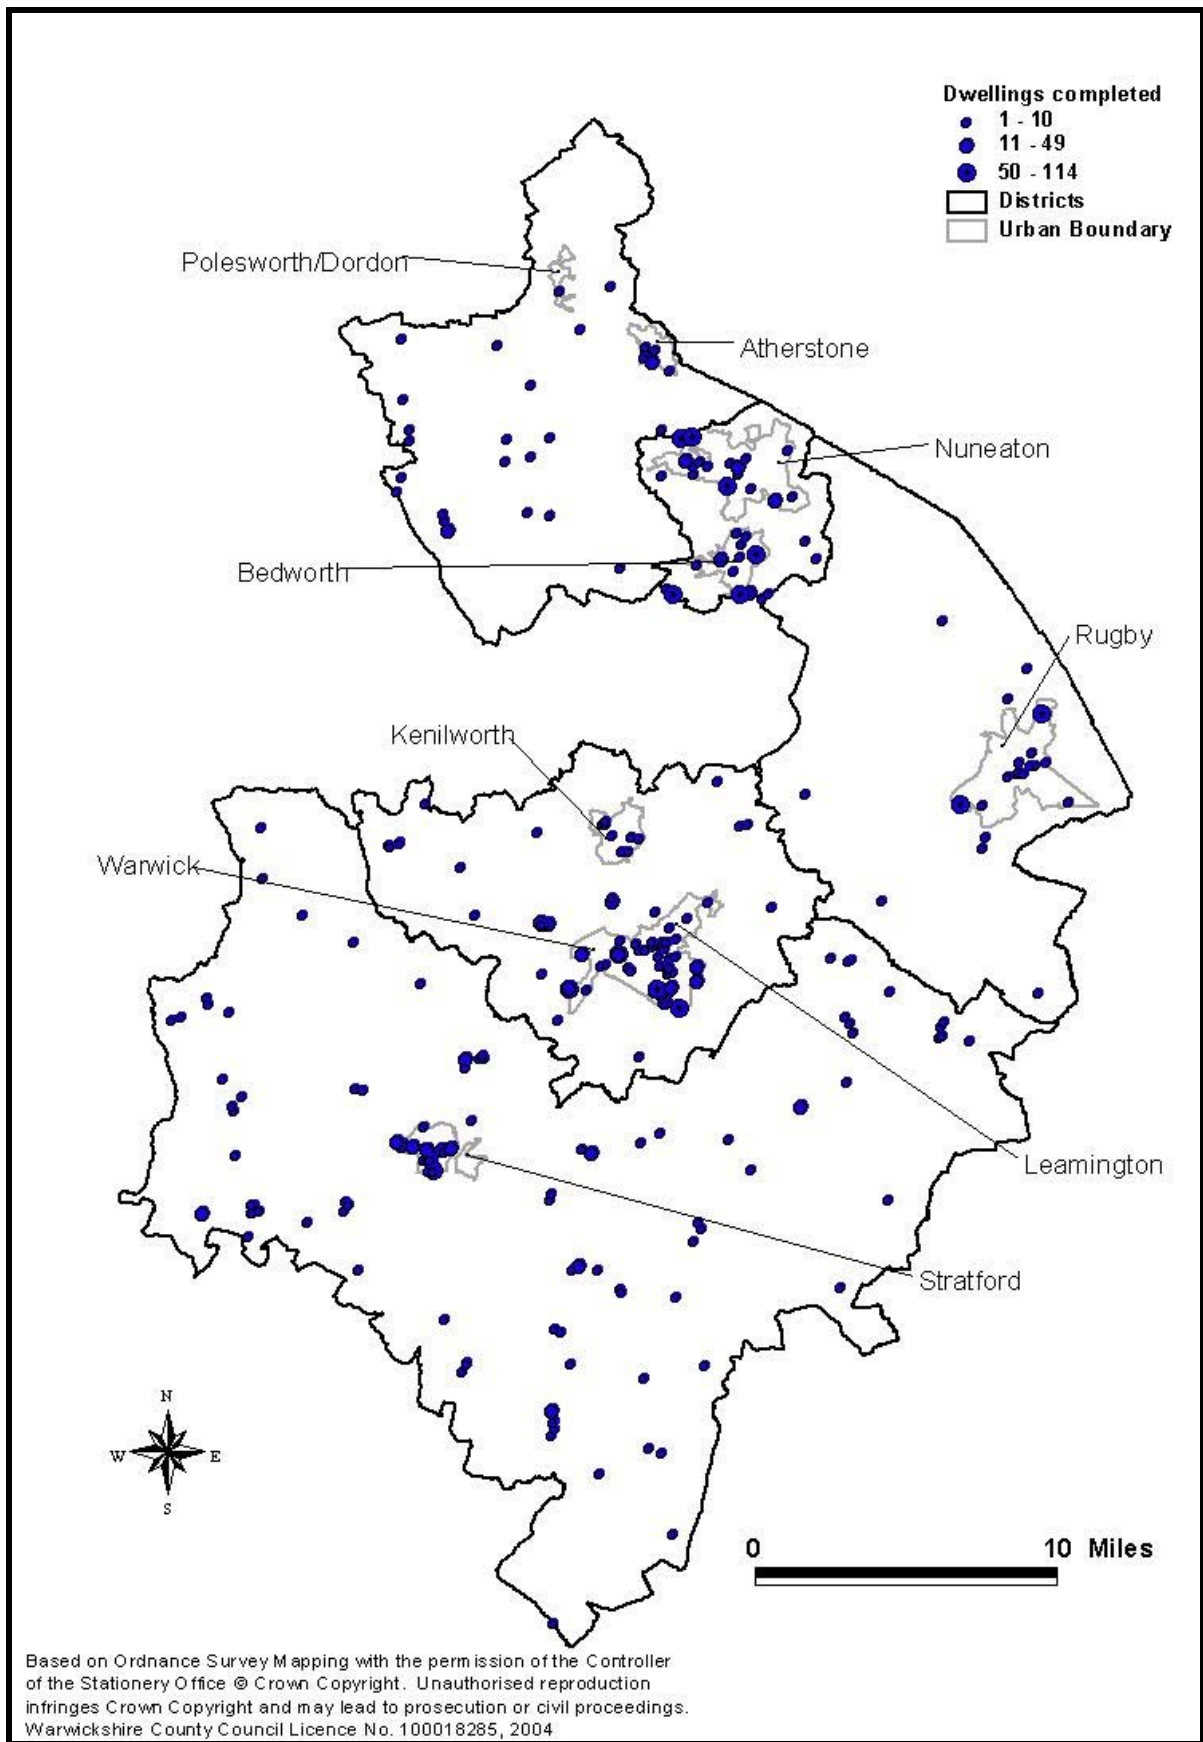 Dwellings completed
1 - 10
11 - 49
50 - 114
Districts
Urban Boundary
Polesworth/Dordon
Atherstone
Nuneaton
Bedworth
Rugby
Kenilworth
Warwick
Leamington
Stratford
N
W E
S
0 10 Miles
Based on Ordnance Survey Mapping with the permission of the Controller
of the Stationery Office © Crown Copyright. Unauthorised reproduction
infringes Crown Copyright and may lead to prosecution or civil proceedings.
Warwickshire County Council Licence No. 100018285, 2004